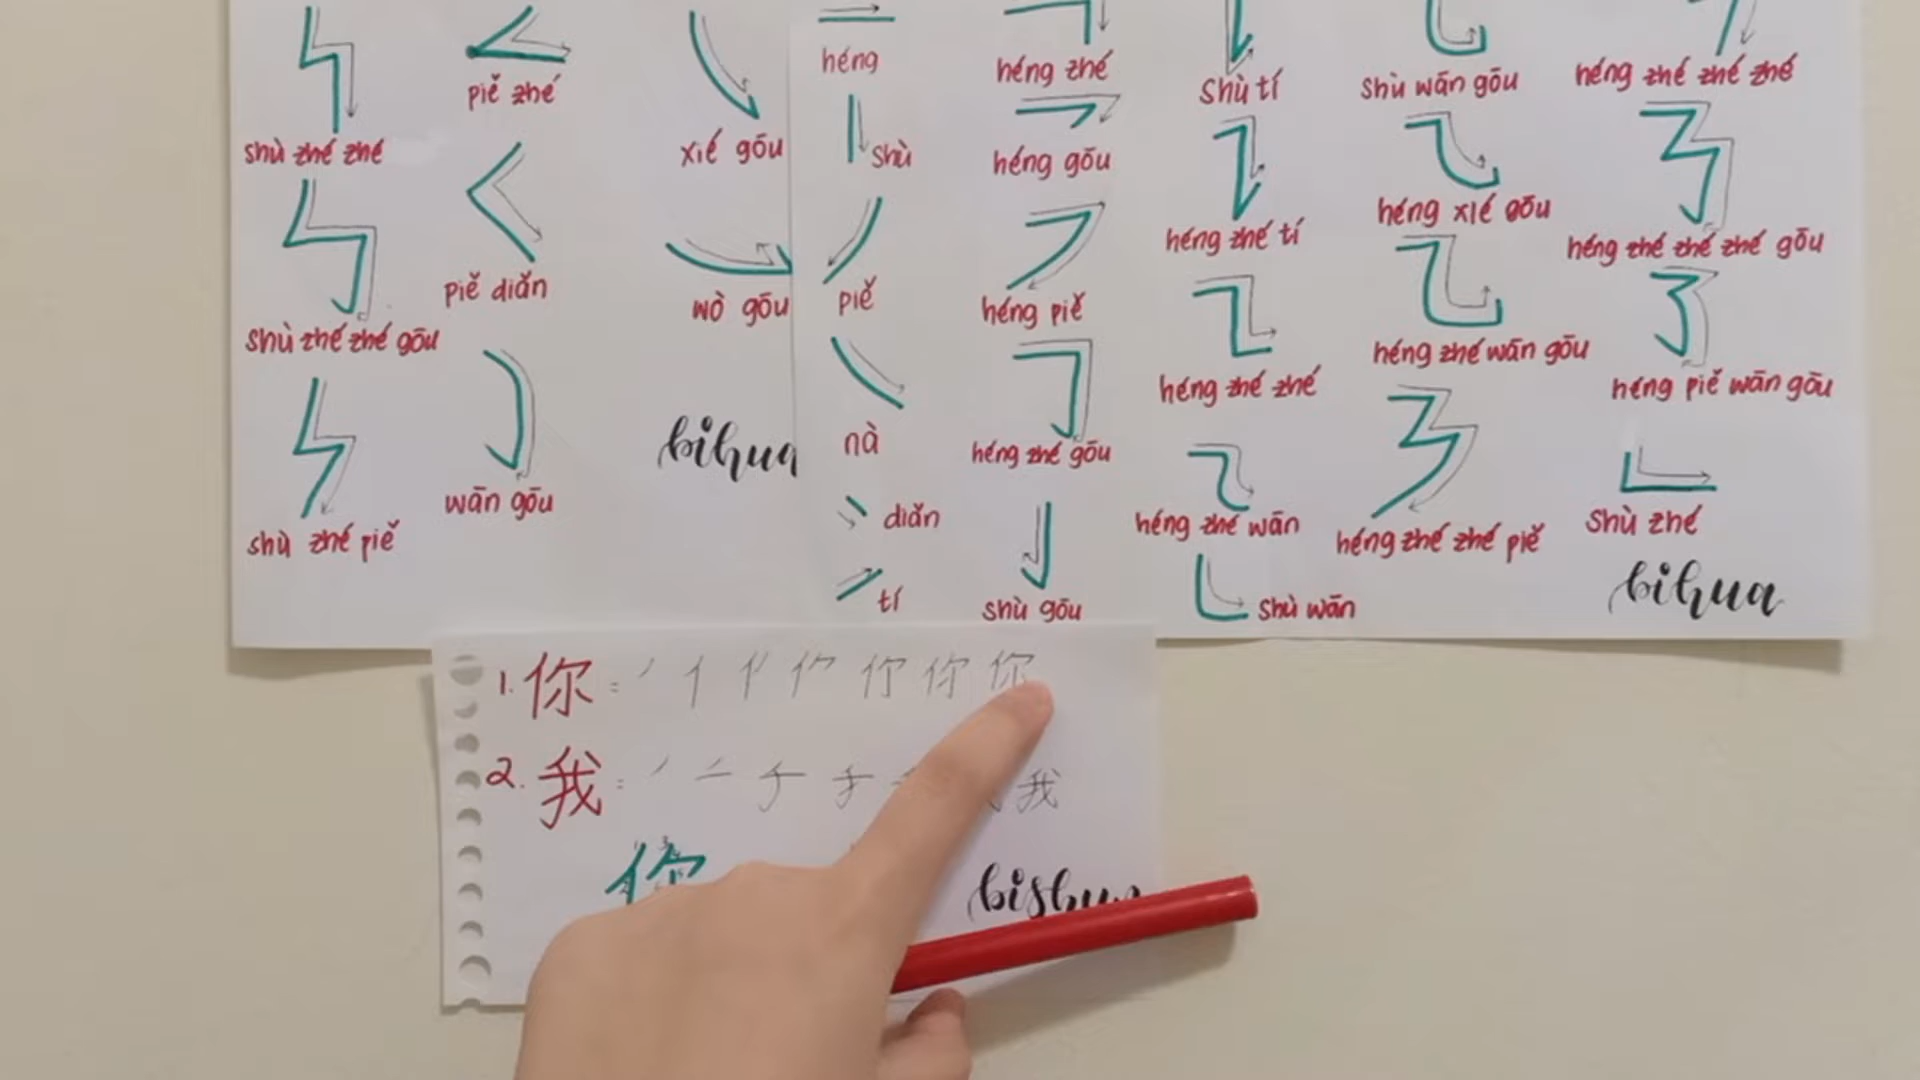 shù zhé zhé
shù zhé zhé gōu
shù zhé piě
piě zhé
piě diǎn
wān gōu
xié gōu
wò gōu
bihua
héng
shù
piě
nà
diǎn
tí
héng zhé
héng gōu
héng piě
héng zhé gōu
shù gōu
shù tí
héng zhé tí
héng zhé zhé
héng zhé wān
shù wān
shù wān gōu
héng xié gōu
héng zhé wān gōu
héng zhé zhé piě
héng zhé zhé zhé
héng zhé zhé zhé gōu
héng piě wān gōu
shù zhé
bihua
1. 你 : 你
2. 我 : 我
你